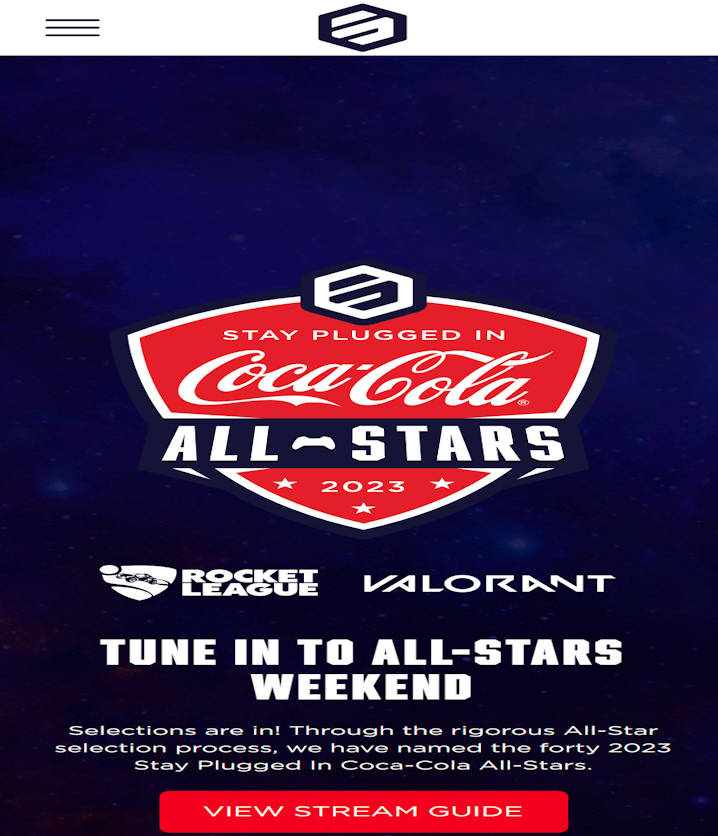 STAY PLUGGED IN
Coca-Cola®
ALL STARS
2023
ROCKET
LEAGUE
VALORANT
TUNE IN TO ALL-STARS
WEEKEND
Selections are in! Through the rigorous All-Star
selection process, we have named the forty 2023
Stay Plugged In Coca-Cola All-Stars.
VIEW STREAM GUIDE